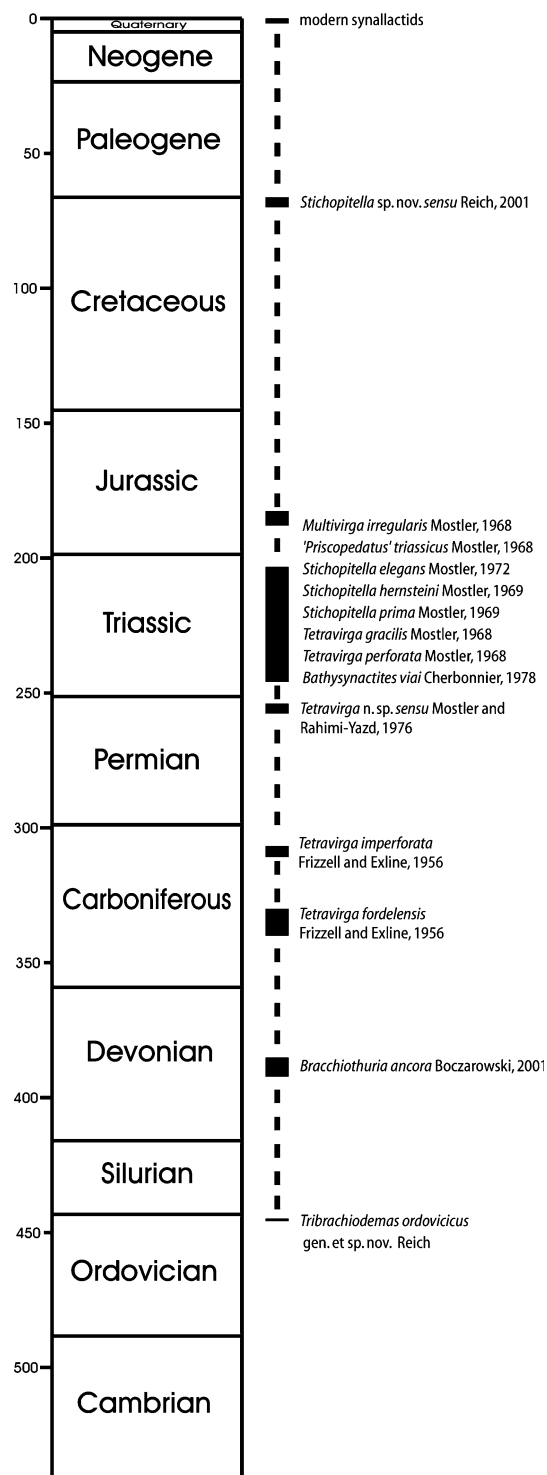 0
Quaternary
modern synallactids
Neogene
Paleogene
50
Stichopitella sp. nov. sensu Reich, 2001
100
Cretaceous
150
Jurassic
Multivirga irregularis Mostler, 1968
'Priscopedatus' triassicus Mostler, 1968
200
Stichopitella elegans Mostler, 1972
Stichopitella hernsteini Mostler, 1969
Stichopitella prima Mostler, 1969
Triassic
Tetravirga gracilis Mostler, 1968
Tetravirga perforata Mostler, 1968
Bathysynactites viai Cherbonnier, 1978
250
Tetravirga n. sp. sensu Mostler and
Rahimi-Yazd, 1976
Permian
300
Tetravirga imperforata
Frizzell and Exline, 1956
Carboniferous
Tetravirga fordelensis
Frizzell and Exline, 1956
350
Devonian
Bracchiothuria ancora Boczarowski, 2001
400
Silurian
Tribrachiodemas ordovicicus
gen. et sp. nov. Reich
450
Ordovician
500
Cambrian